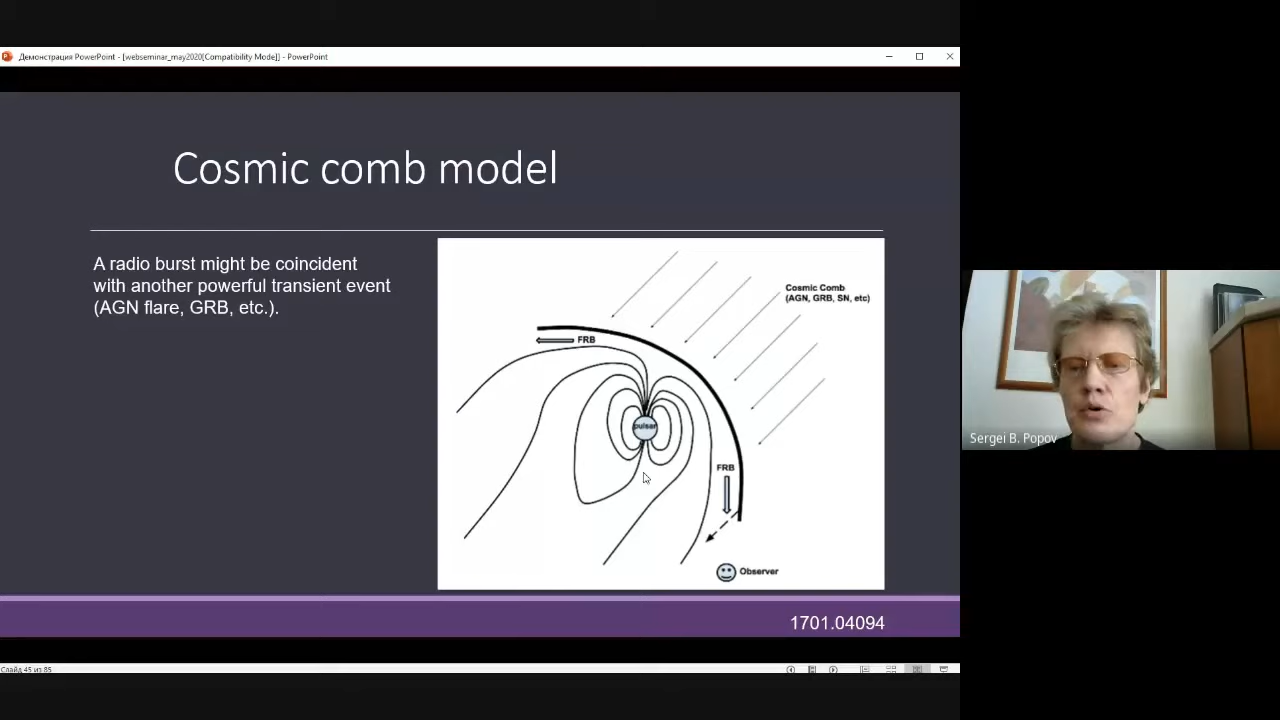 Демонстрация PowerPoint - [webseminar_may2020[Compatibility Mode]] - PowerPoint
Cosmic comb model
A radio burst might be coincident
with another powerful transient event
(AGN flare, GRB, etc.).
Cosmic Comb
(AGN, GRB, SN, etc)
FRB
pulsar
FRB
Observer
1701.04094
Слайд 45 из 85
Sergei B. Popov